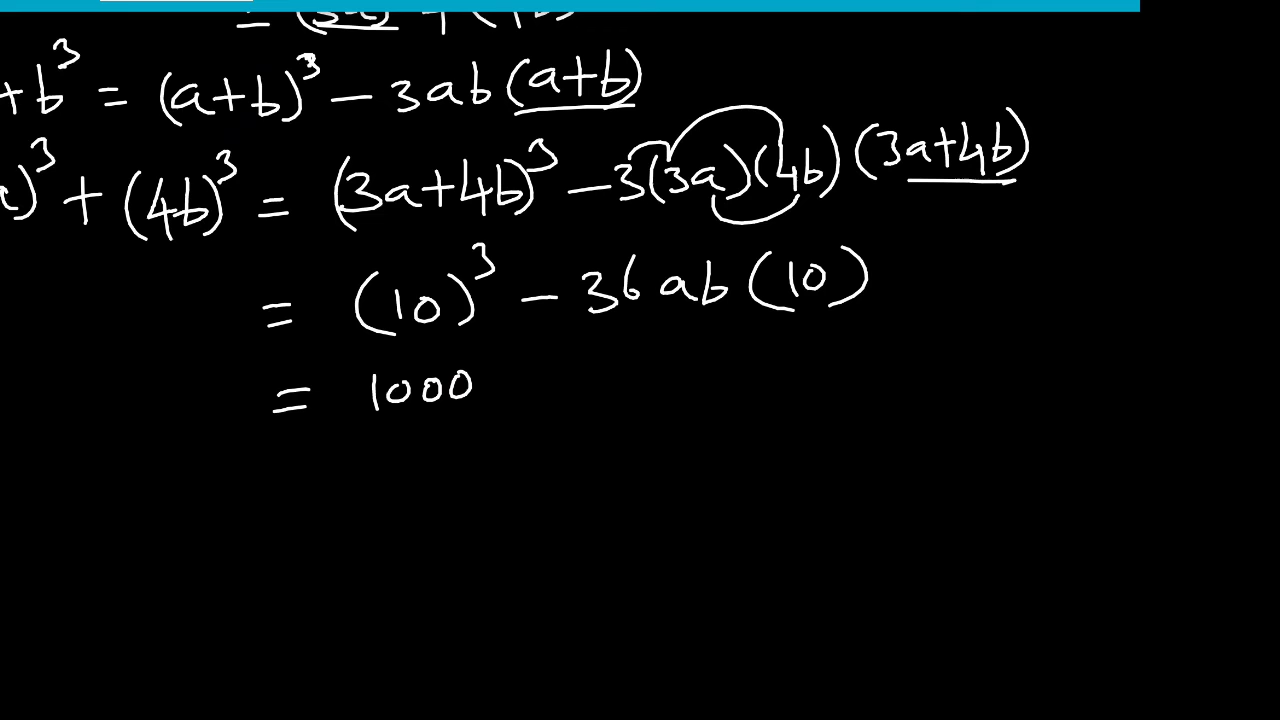 + b³ = (a+b)³ − 3ab(a+b)
)³ + (4b)³ = (3a+4b)³ − 3(3a)(4b)(3a+4b)
= (10)³ − 36ab(10)
= 1000